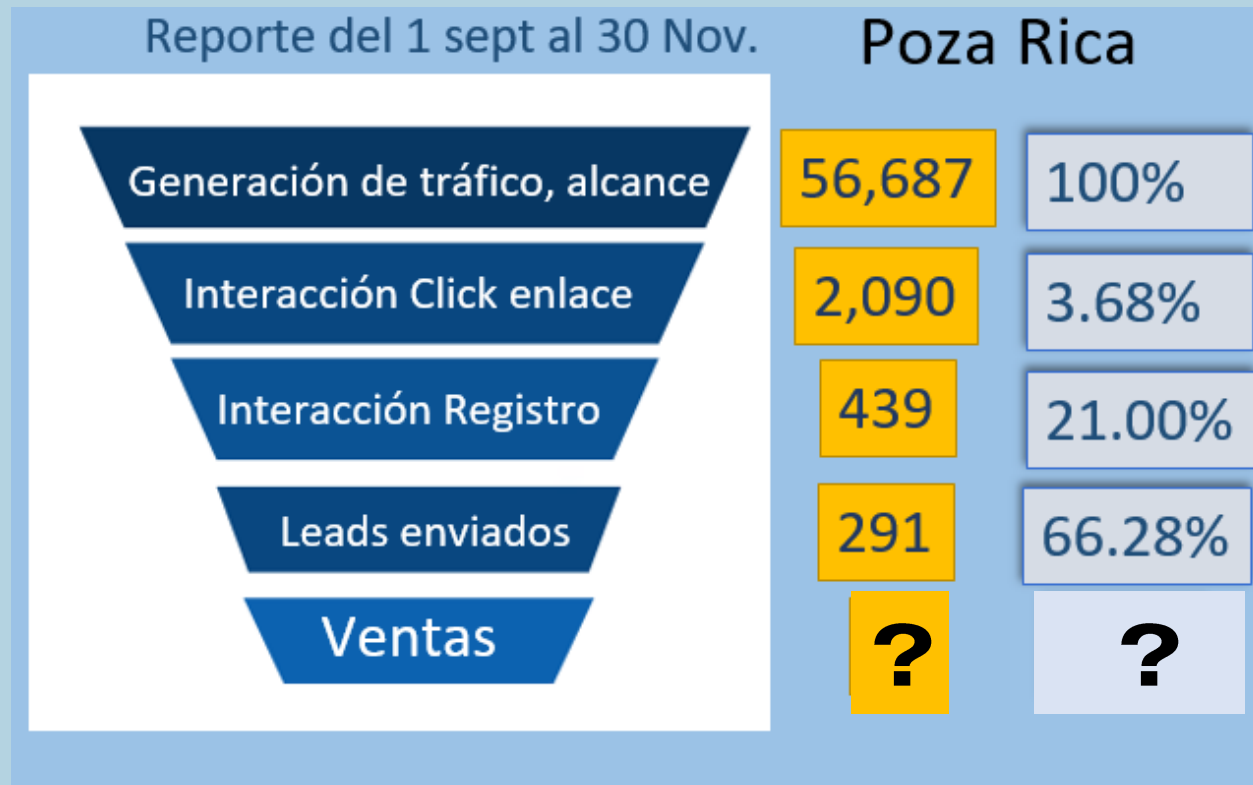 Reporte del 1 sept al 30 Nov.
Poza Rica
Generación de tráfico, alcance
56,687
100%
Interacción Click enlace
2,090
3.68%
Interacción Registro
439
21.00%
Leads enviados
291
66.28%
Ventas
?
?